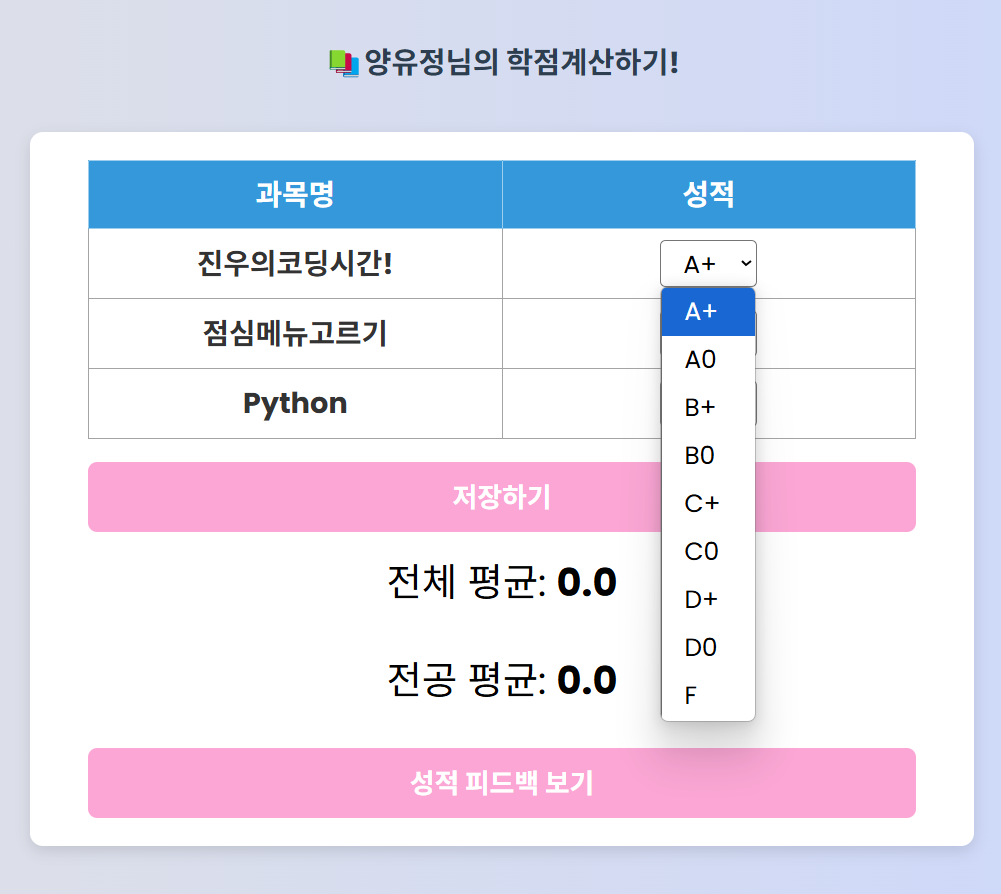 양유정님의 학점계산하기!
과목명 성적
진우의코딩시간! A+
점심메뉴고르기
Python
A+
A0
B+
B0
C+
C0
D+
D0
F
저장하기
전체 평균: 0.0
전공 평균: 0.0
성적 피드백 보기